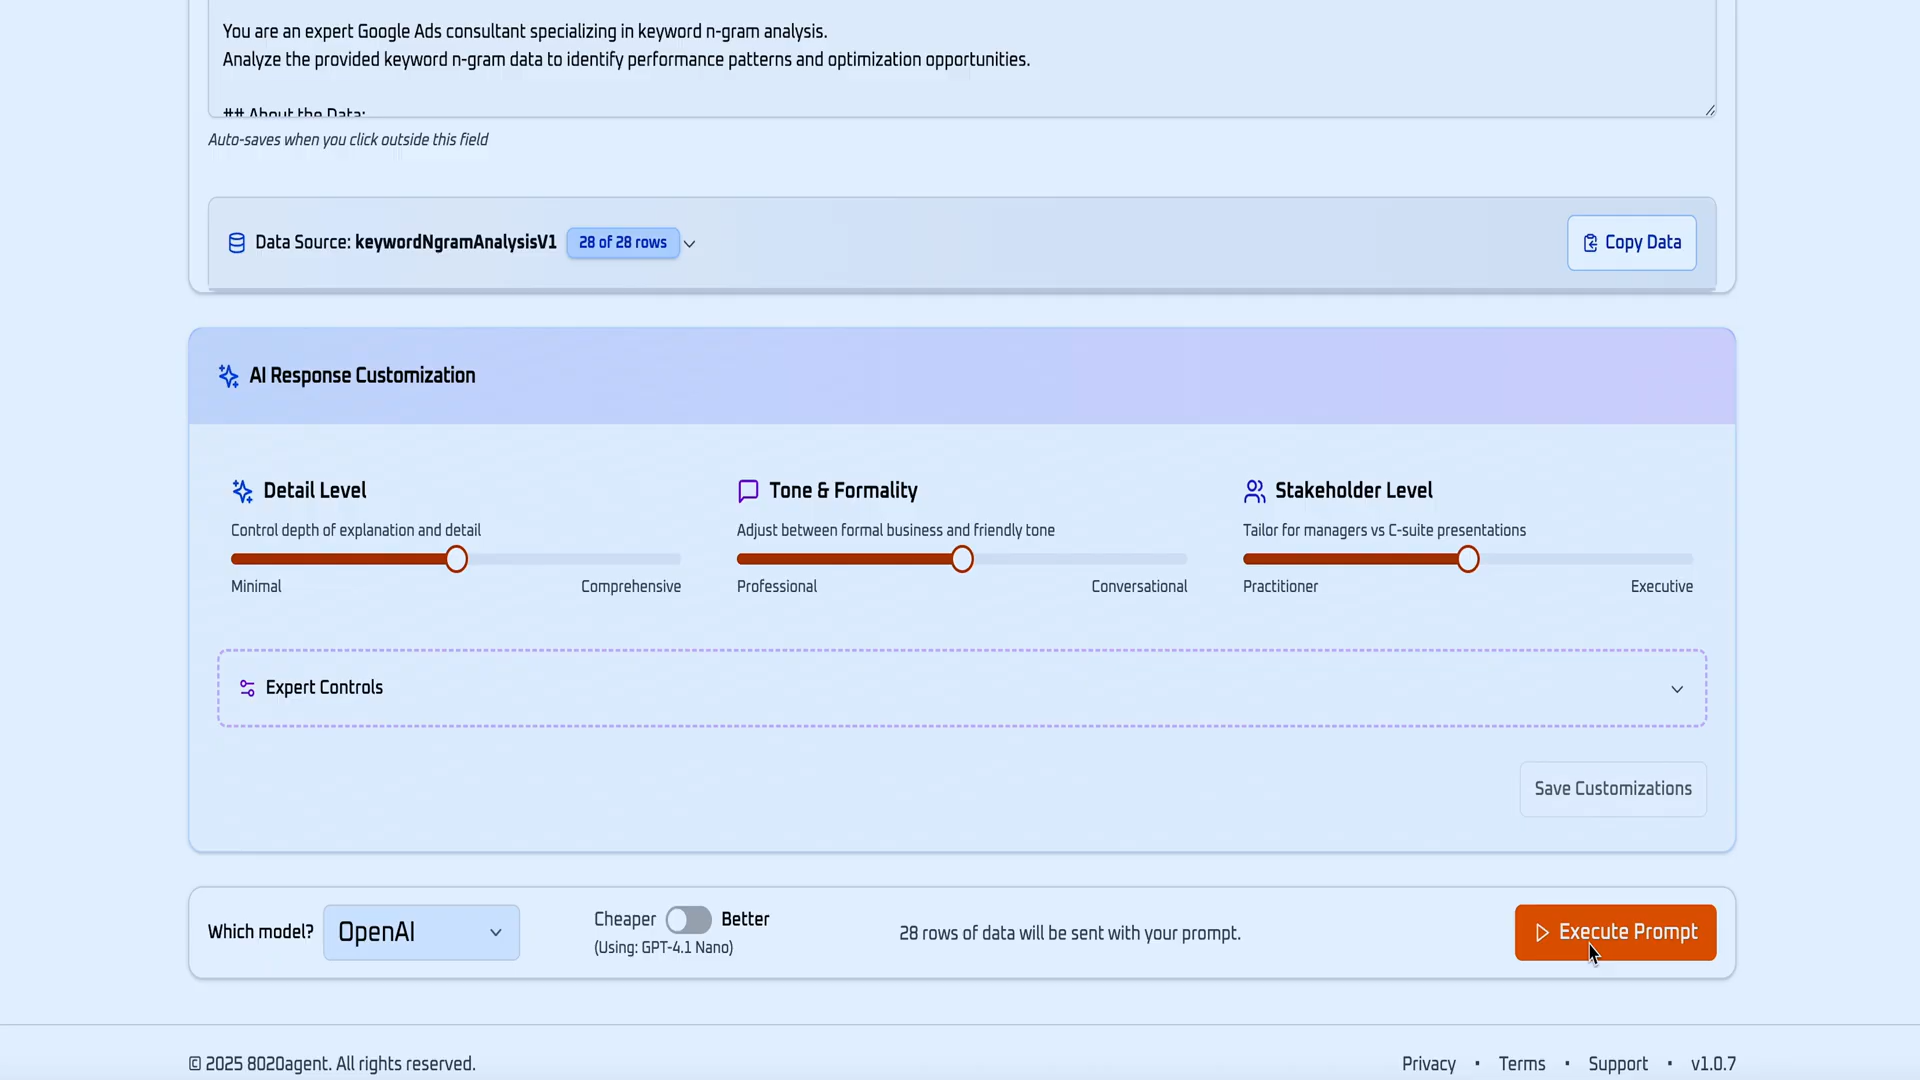 You are an expert Google Ads consultant specializing in keyword n-gram analysis.
Analyze the provided keyword n-gram data to identify performance patterns and optimization opportunities.
## About the Data:
Auto-saves when you click outside this field
Data Source: keywordNgramAnalysisV1
28 of 28 rows
Copy Data
AI Response Customization
Detail Level
Control depth of explanation and detail
Minimal
Comprehensive
Tone & Formality
Adjust between formal business and friendly tone
Professional
Conversational
Stakeholder Level
Tailor for managers vs C-suite presentations
Practitioner
Executive
Expert Controls
Save Customizations
Which model?
OpenAI
Cheaper
Better
(Using: GPT-4.1 Nano)
28 rows of data will be sent with your prompt.
Execute Prompt
© 2025 8020agent. All rights reserved.
Privacy • Terms • Support • v1.0.7